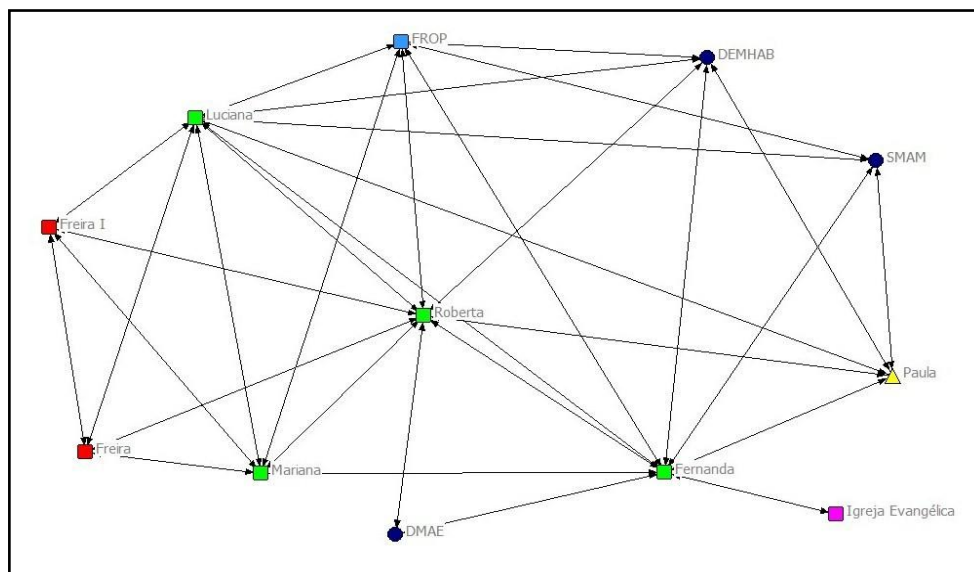 FROP
DEMHAB
Luciana
SMAM
Freira I
Roberta
Paula
Freira
Mariana
Fernanda
Igreja Evangélica
DMAE